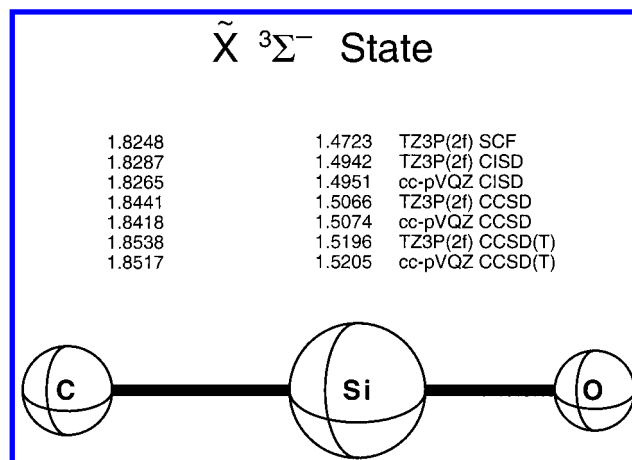 X̃ ³Σ⁻ State
1.8248 1.4723 TZ3P(2f) SCF
1.8287 1.4942 TZ3P(2f) CISD
1.8265 1.4951 cc-pVQZ CISD
1.8441 1.5066 TZ3P(2f) CCSD
1.8418 1.5074 cc-pVQZ CCSD
1.8538 1.5196 TZ3P(2f) CCSD(T)
1.8517 1.5205 cc-pVQZ CCSD(T)
C Si O